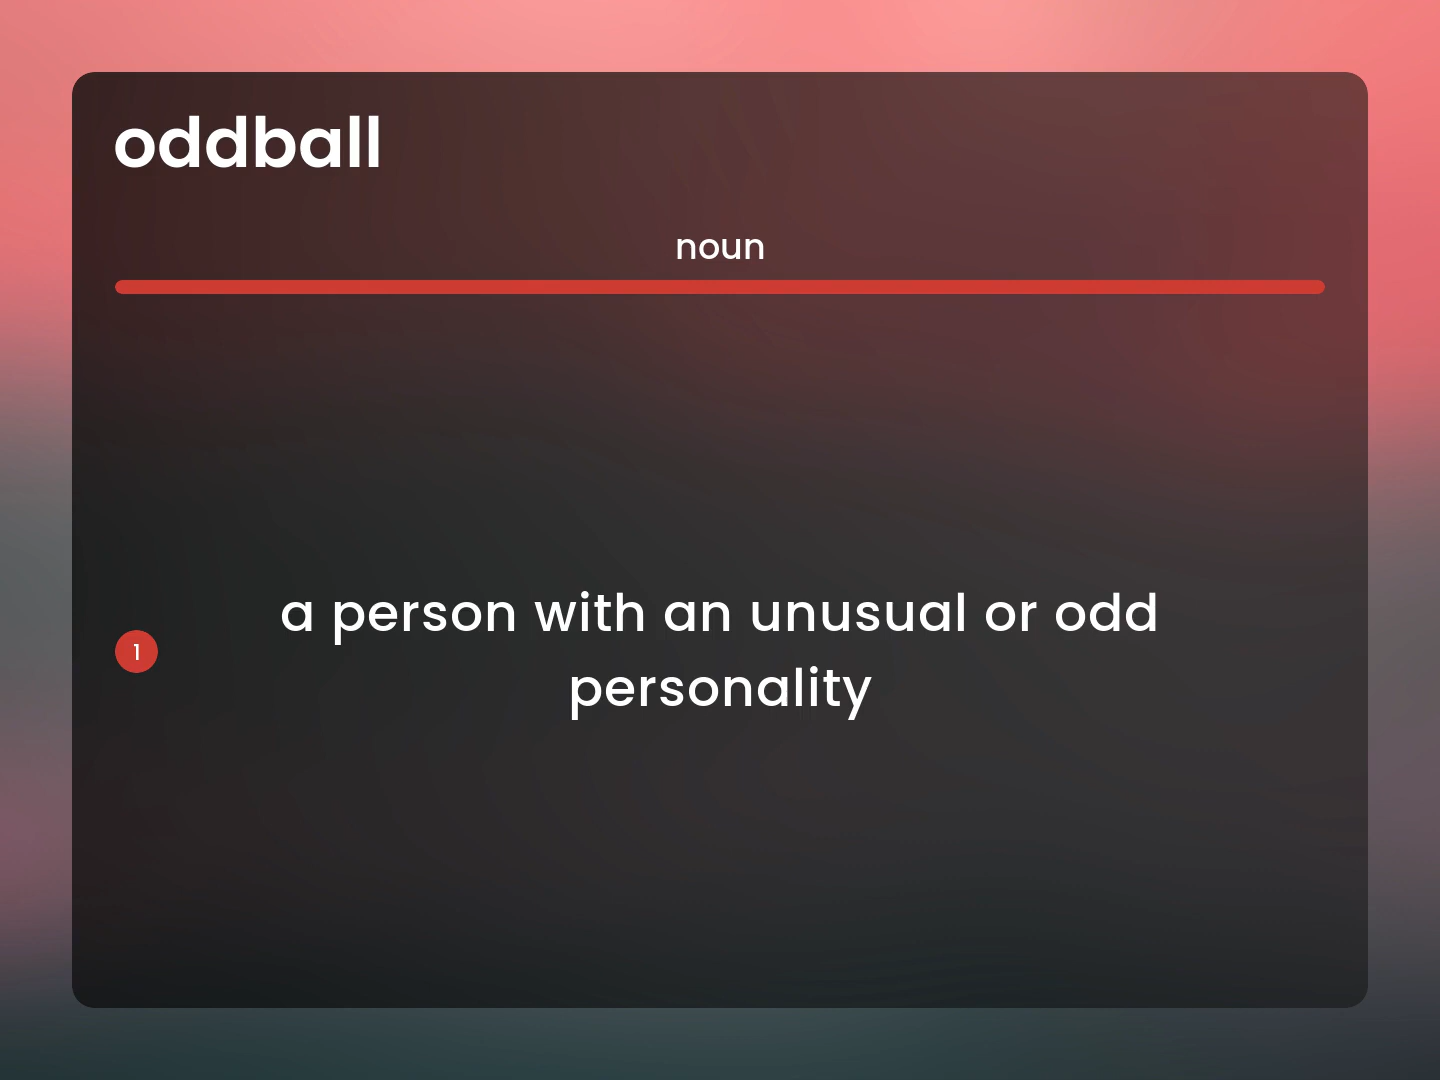 oddball
noun
1
a person with an unusual or odd
personality